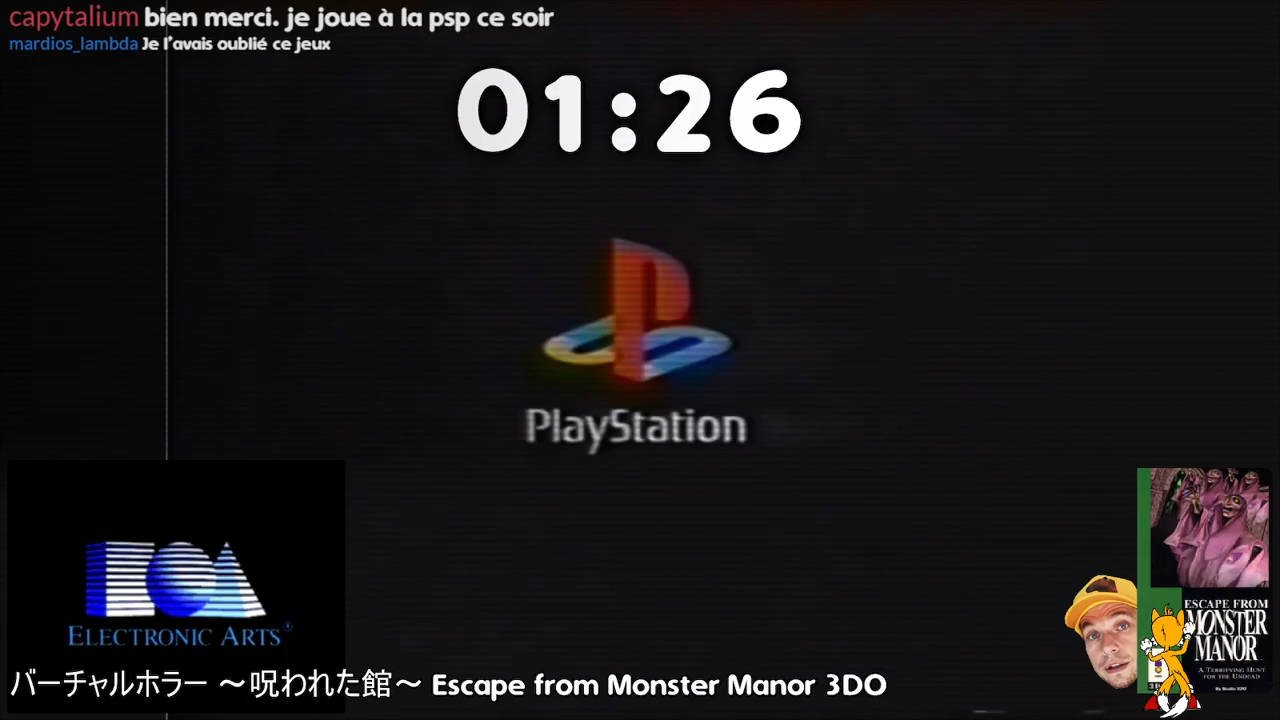 capytalium bien merci. je joue à la psp ce soir
mardios_lambda Je l'avais oublié ce jeux
01:26
PlayStation
ELECTRONIC ARTS®
ESCAPE FROM
MONSTER
MANOR
A TERRIFYING HUNT
FOR THE UNDEAD
バーチャルホラー ～呪われた館～ Escape from Monster Manor 3DO